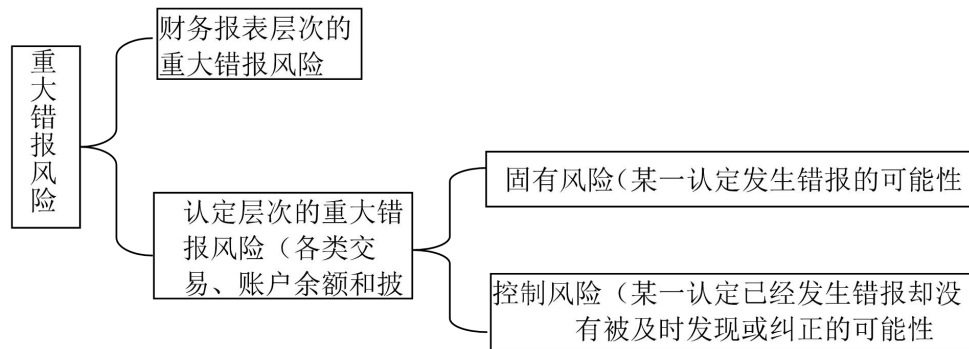 重大错报风险
财务报表层次的
重大错报风险
认定层次的重大错
报风险（各类交
易、账户余额和披
固有风险(某一认定发生错报的可能性
控制风险（某一认定已经发生错报却没
有被及时发现或纠正的可能性